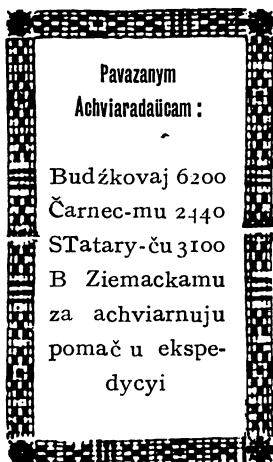 Pavazanym
Achviaradaŭcam:
Budźkovaj 6200
Čarnec-mu 2440
STatary-ču 3100
B Ziemackamu
za achviarnuju
pomač u ekspe-
dycyi